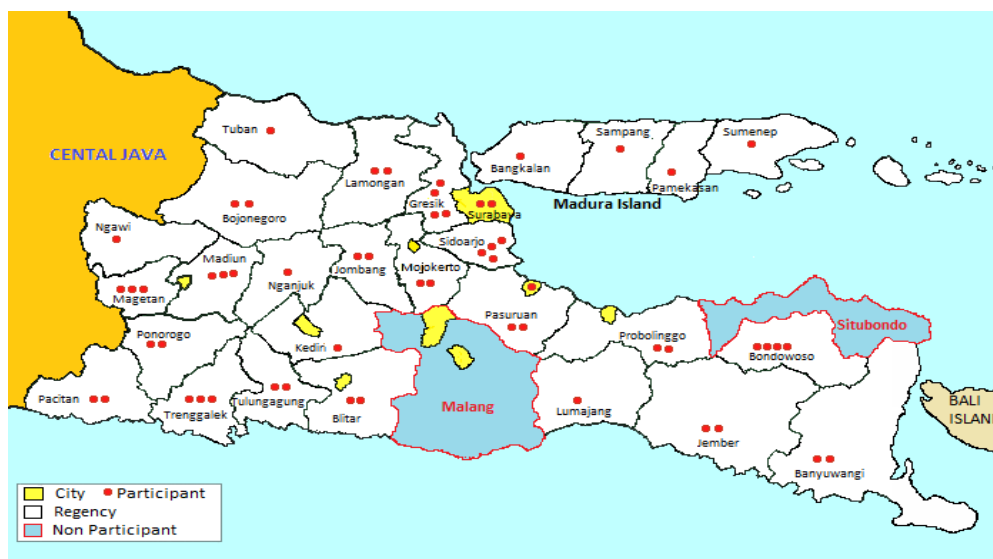 Tuban
Sampang
Sumenep
CENTAL JAVA
Bangkalan
Lamongan
Pamekasan
Gresik
Madura Island
Surabaya
Bojonegoro
Ngawi
Sidoarjo
Madiun
Jombang
Mojokerto
Nganjuk
Magetan
Pasuruan
Situbondo
Ponorogo
Probolinggo
Kediri
Bondowoso
Pacitan
Trenggalek
Tulungagung
Blitar
Malang
Lumajang
BALI
ISLAND
Jember
Banyuwangi
City
Participant
Regency
Non Participant